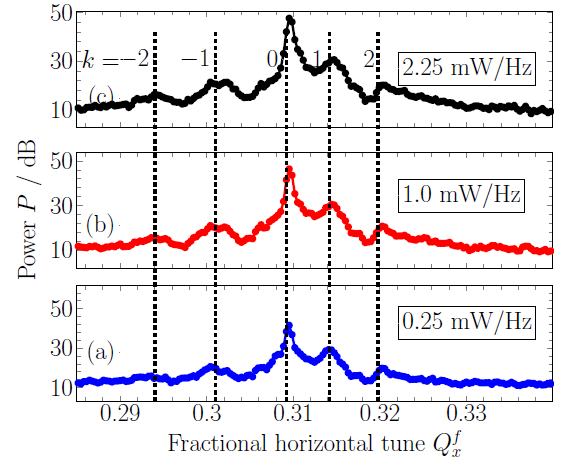 50
30
10
k = −2 −1 0 1 2
2.25 mW/Hz
(c)
50
30
10
1.0 mW/Hz
(b)
50
30
10
0.25 mW/Hz
(a)
Power P / dB
0.29 0.3 0.31 0.32 0.33
Fractional horizontal tune Q_x^f